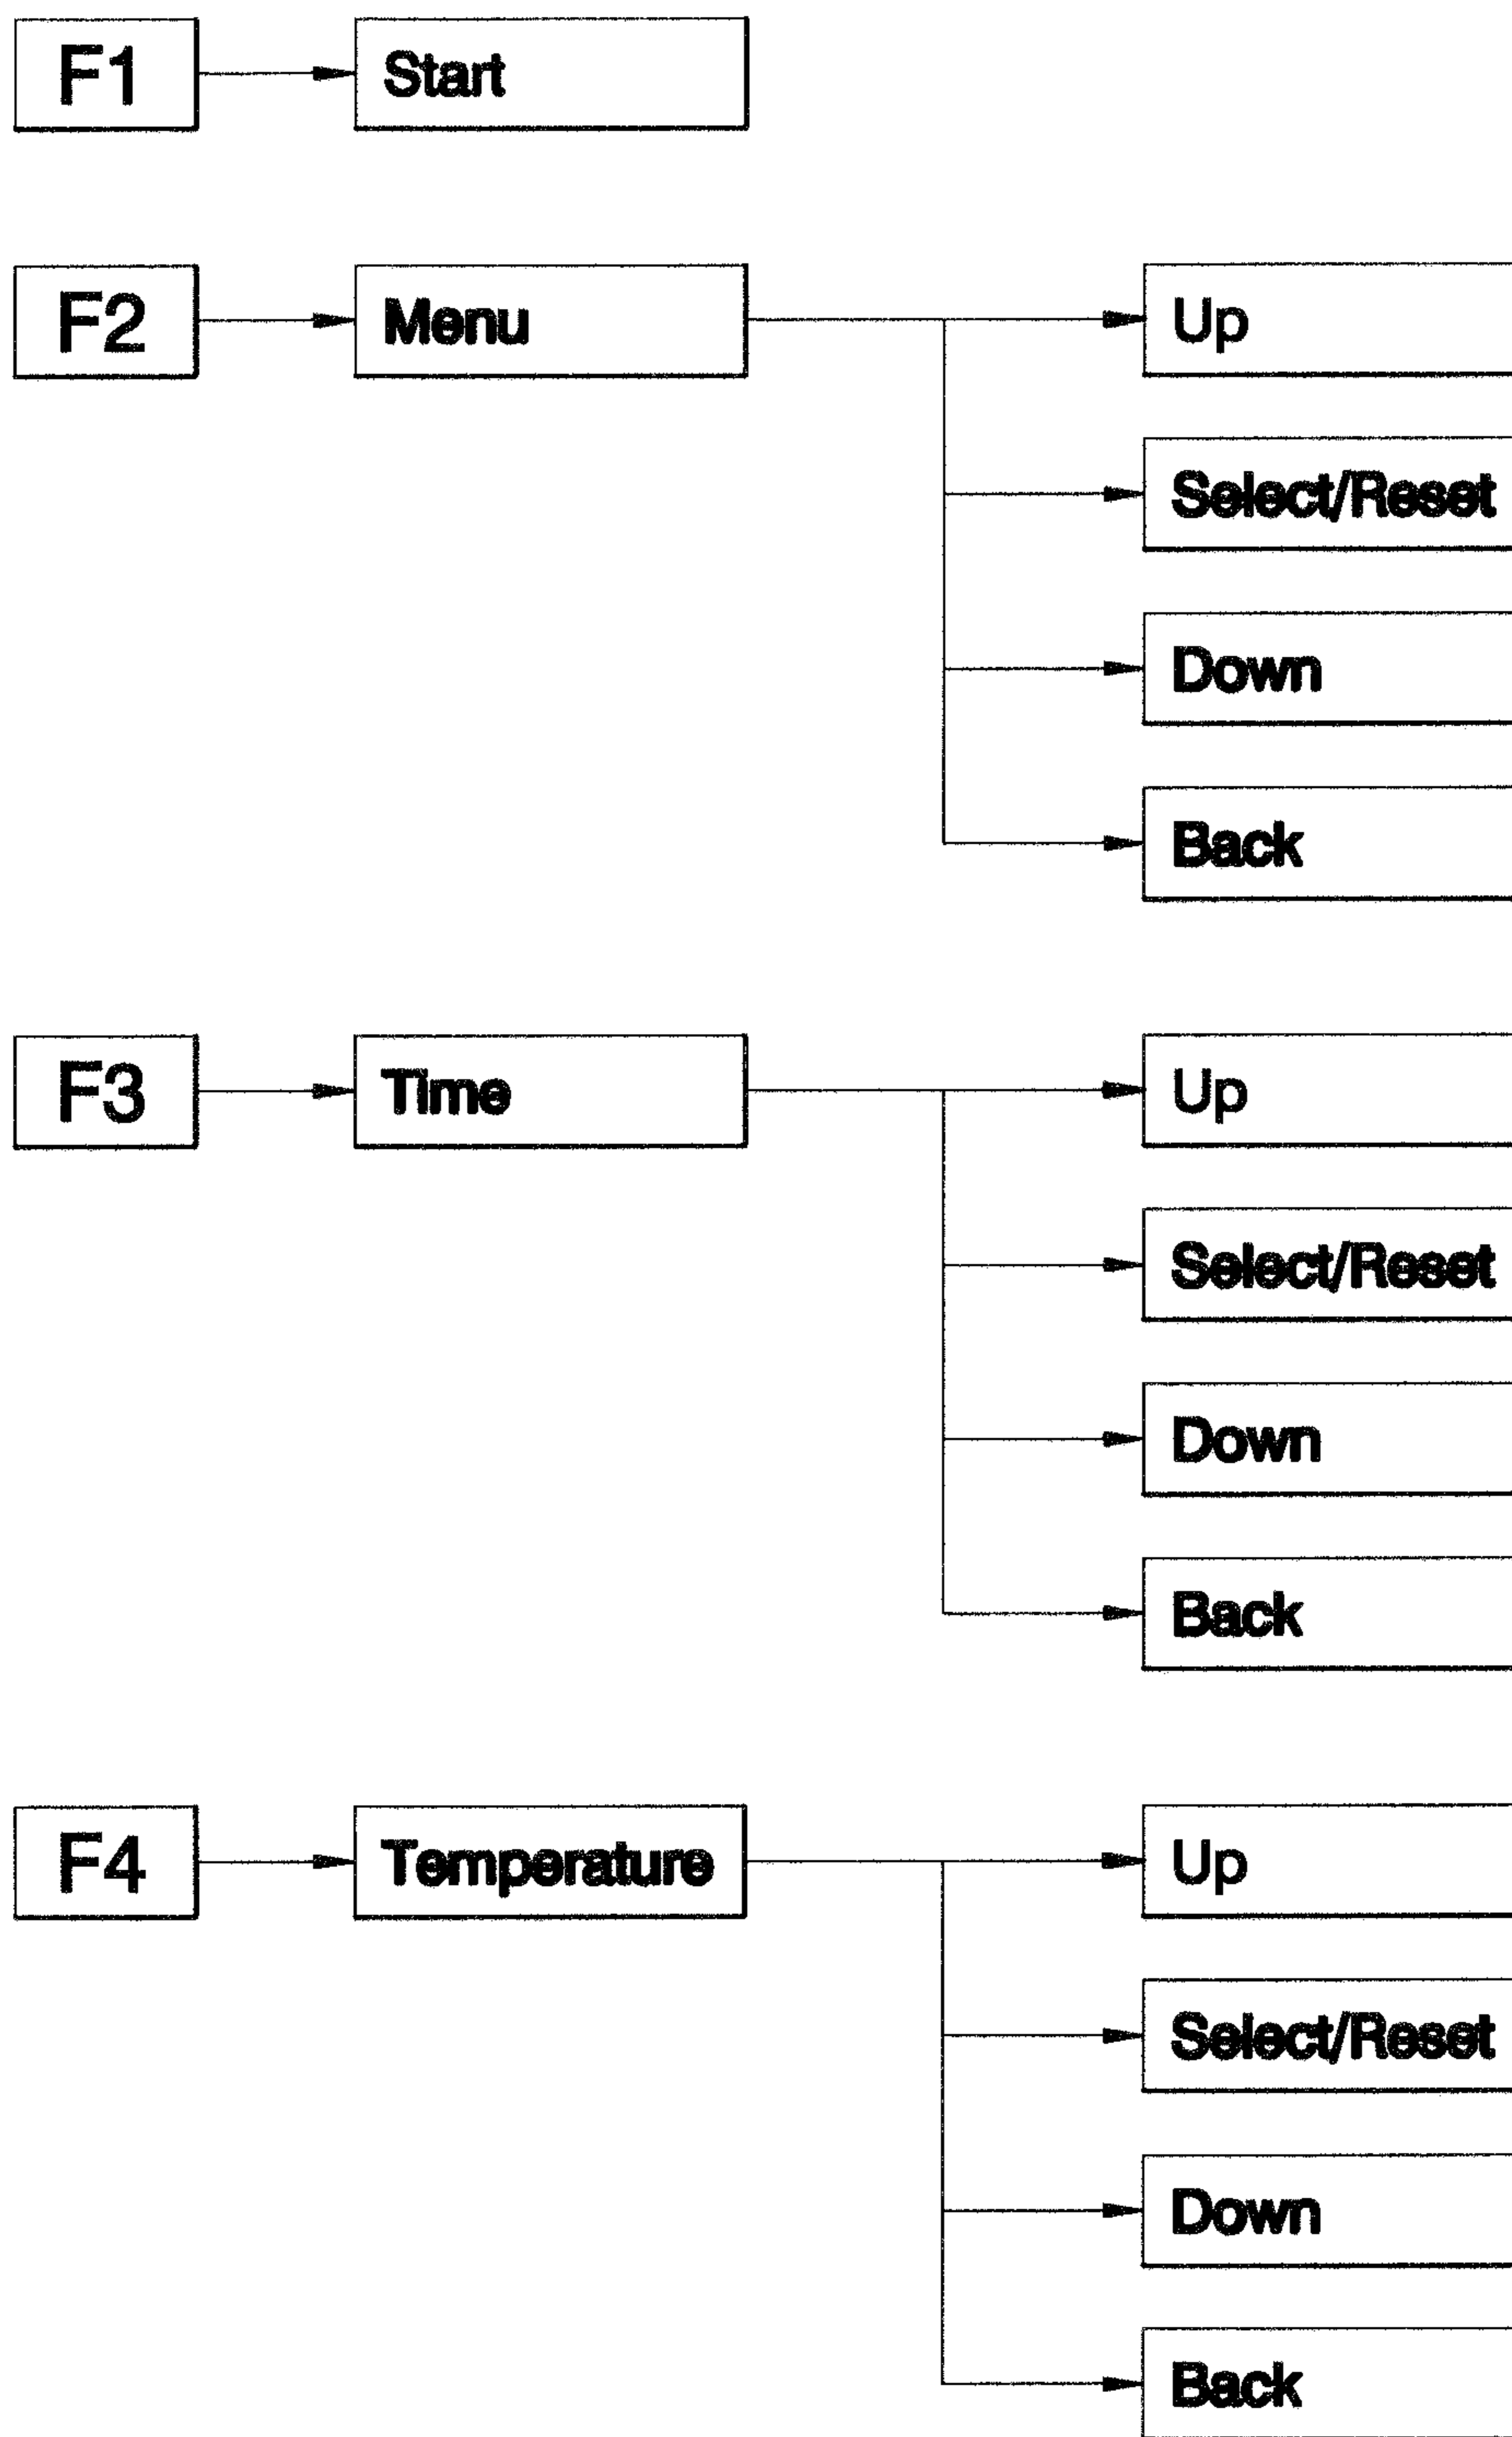 F1 Start
F2 Menu Up
Select/Reset
Down
Back
F3 Time Up
Select/Reset
Down
Back
F4 Temperature Up
Select/Reset
Down
Back